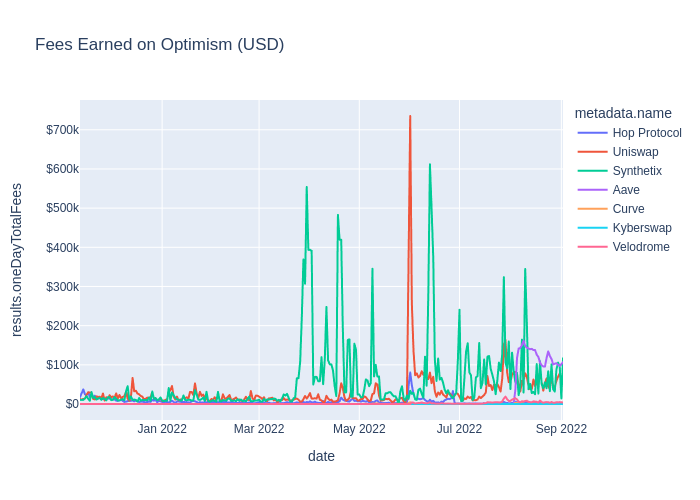 Fees Earned on Optimism (USD)
metadata.name
Hop Protocol
Uniswap
Synthetix
Aave
Curve
Kyberswap
Velodrome
results.oneDayTotalFees
$700k
$600k
$500k
$400k
$300k
$200k
$100k
$0
Jan 2022
Mar 2022
May 2022
Jul 2022
Sep 2022
date